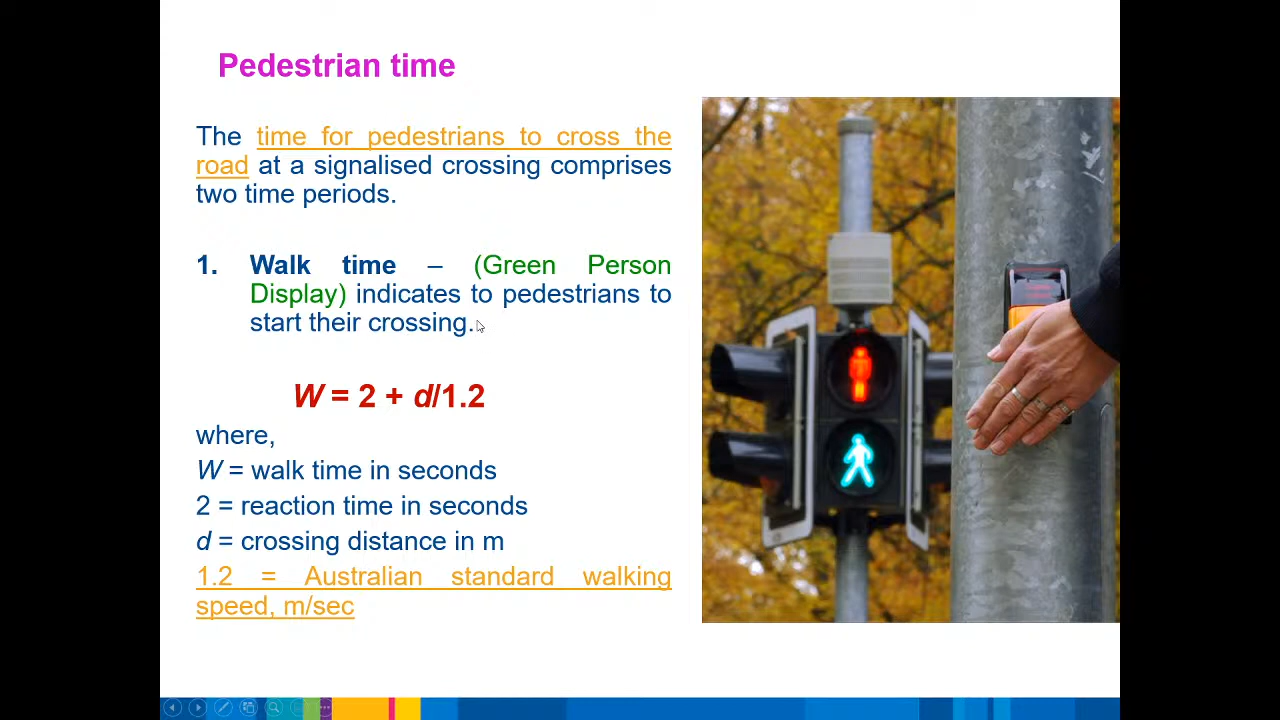 Pedestrian time
The time for pedestrians to cross the
road at a signalised crossing comprises
two time periods.
1. Walk time – (Green Person
Display) indicates to pedestrians to
start their crossing.
W = 2 + d/1.2
where,
W = walk time in seconds
2 = reaction time in seconds
d = crossing distance in m
1.2 = Australian standard walking
speed, m/sec